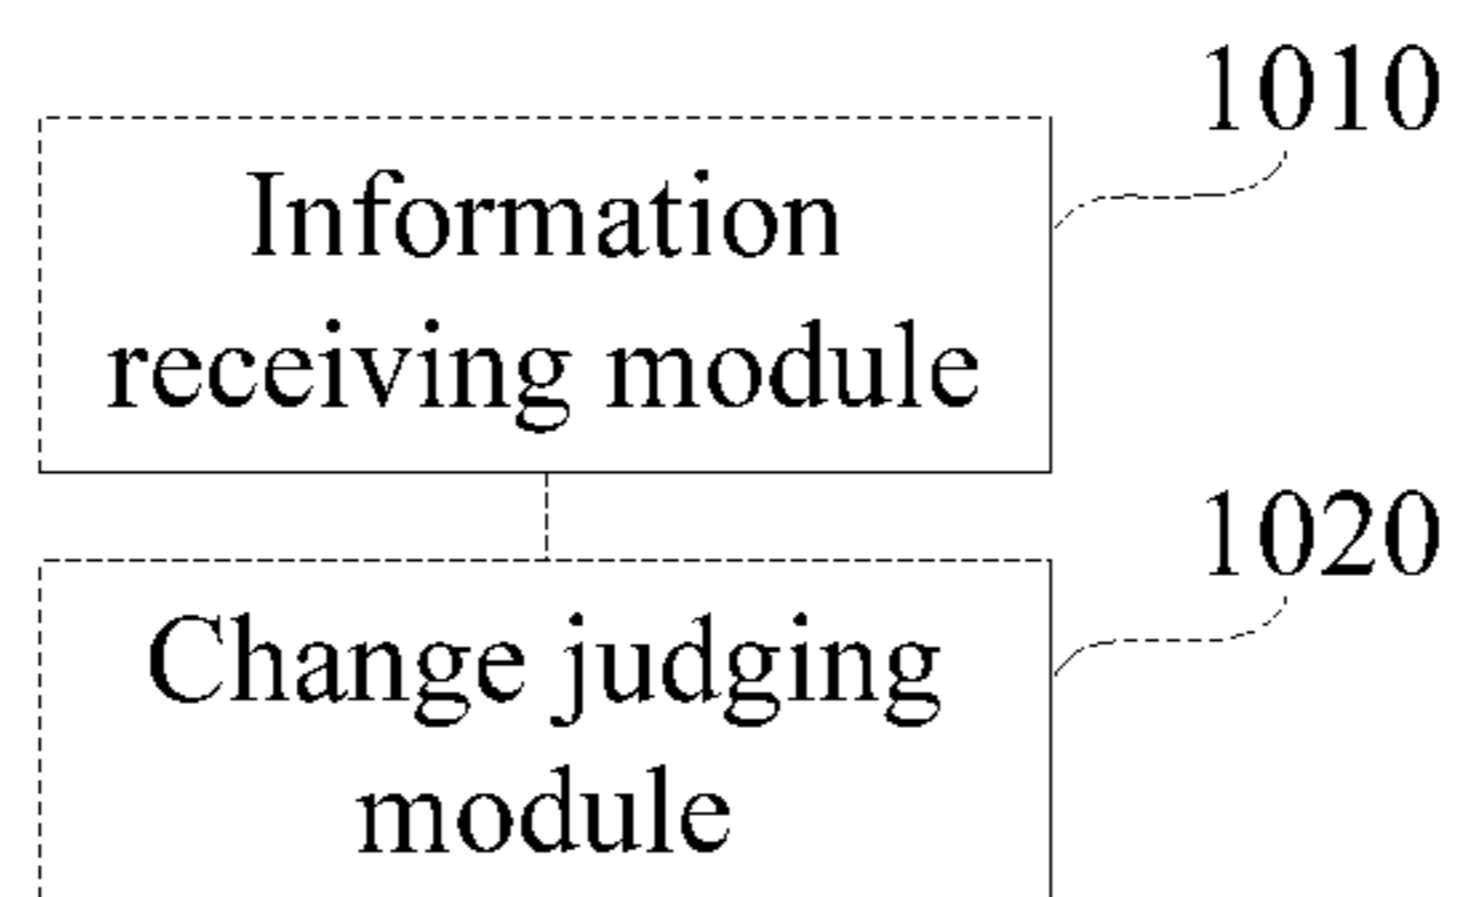 1010
Information
receiving module
1020
Change judging
module